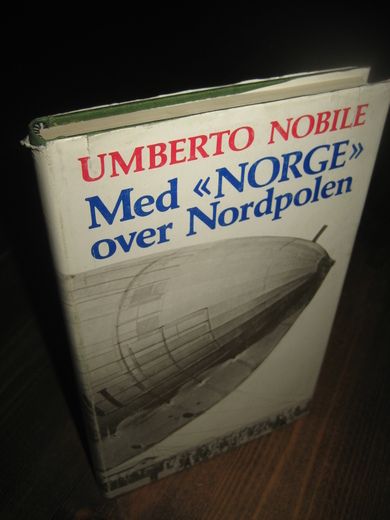 UMBERTO NOBILE
Med «NORGE»
over Nordpolen